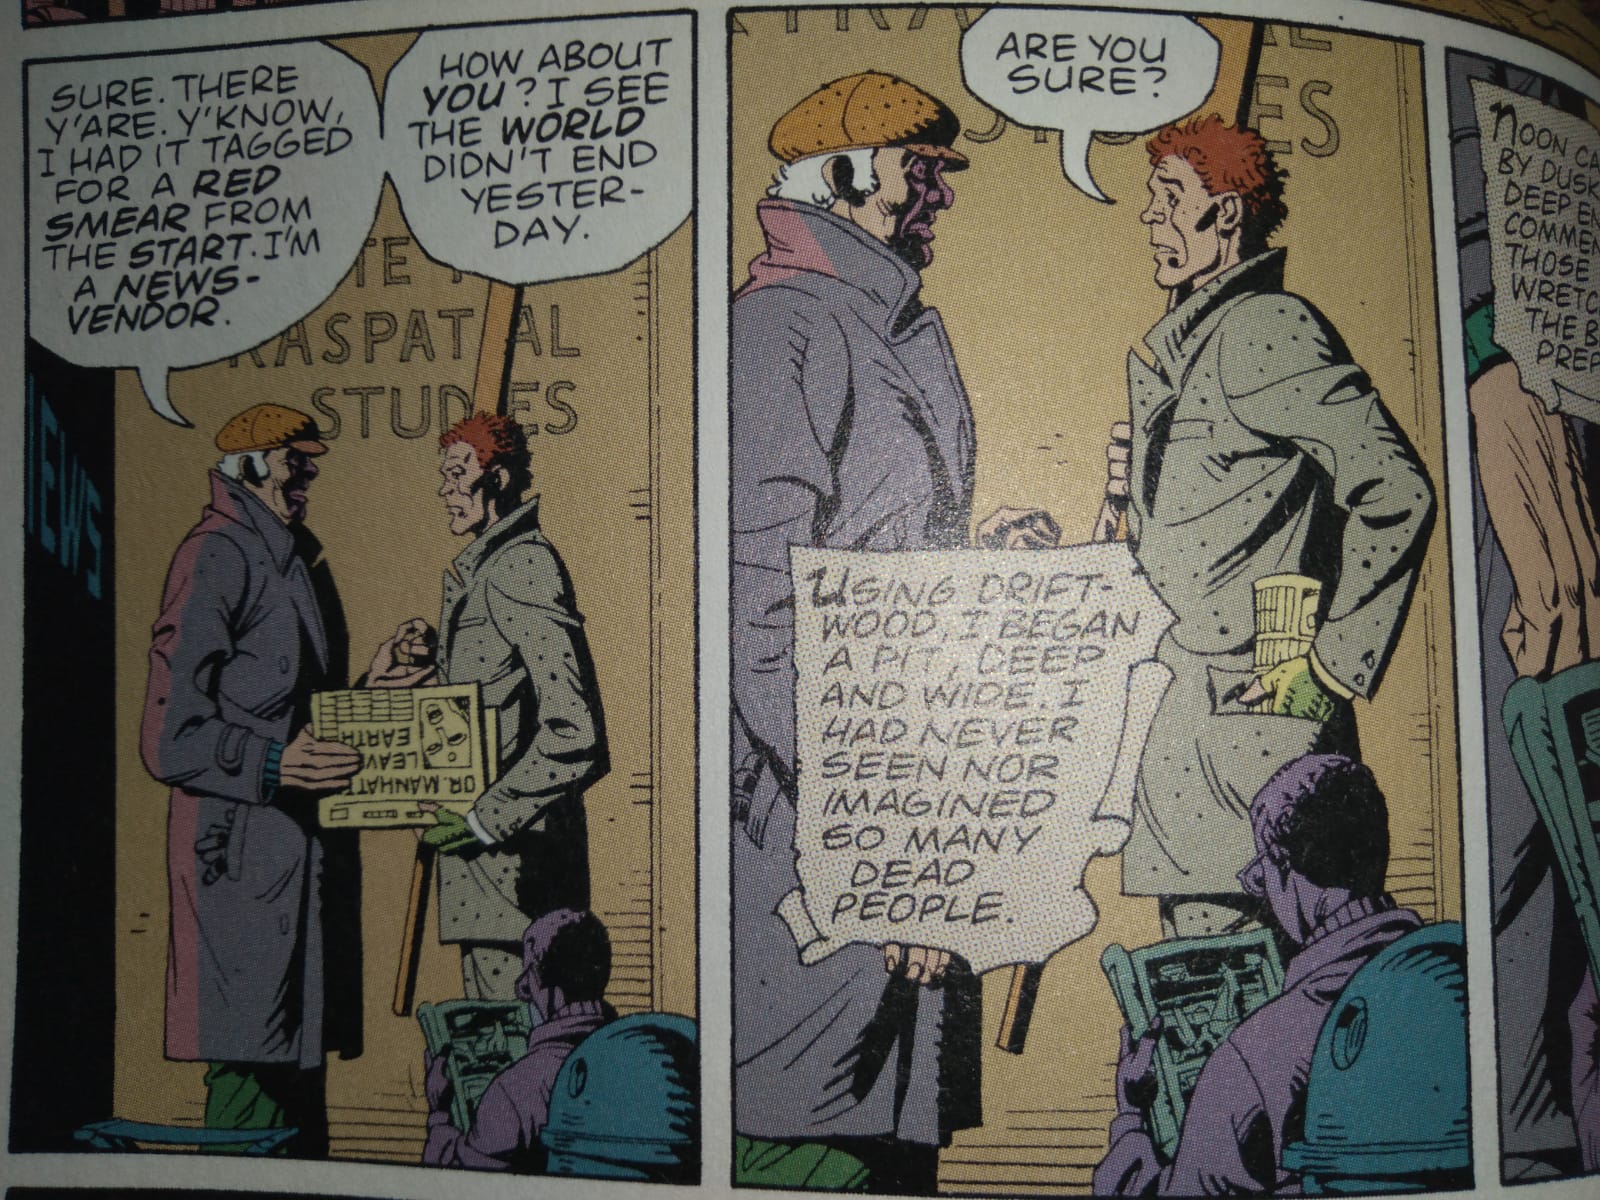 SURE. THERE
Y'ARE. Y'KNOW,
I HAD IT TAGGED
FOR A RED
SMEAR FROM
THE START. I'M
A NEWS-
VENDOR.
HOW ABOUT
YOU? I SEE
THE WORLD
DIDN'T END
YESTER-
DAY.
TE
RASPATIAL
STUDIES
EWS
DR. MANHAT
LEAV
EARTH
ARE YOU
SURE?
ES
USING DRIFT-
WOOD, I BEGAN
A PIT, DEEP
AND WIDE. I
HAD NEVER
SEEN NOR
IMAGINED
SO MANY
DEAD
PEOPLE.
NOON CA
BY DUSK
DEEP EN
COMMEN
THOSE
WRETC
THE B
PREP